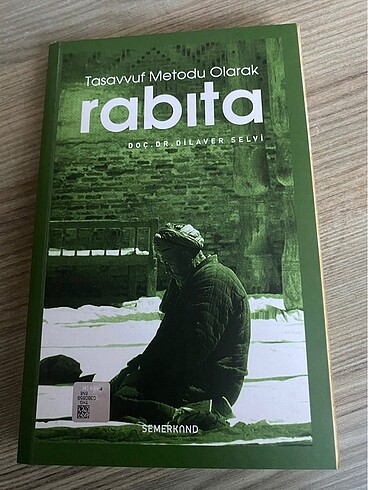 Tasavvuf Metodu Olarak
rabıta
DOÇ.DR.DİLAVER SELVİ
SEMERKAND